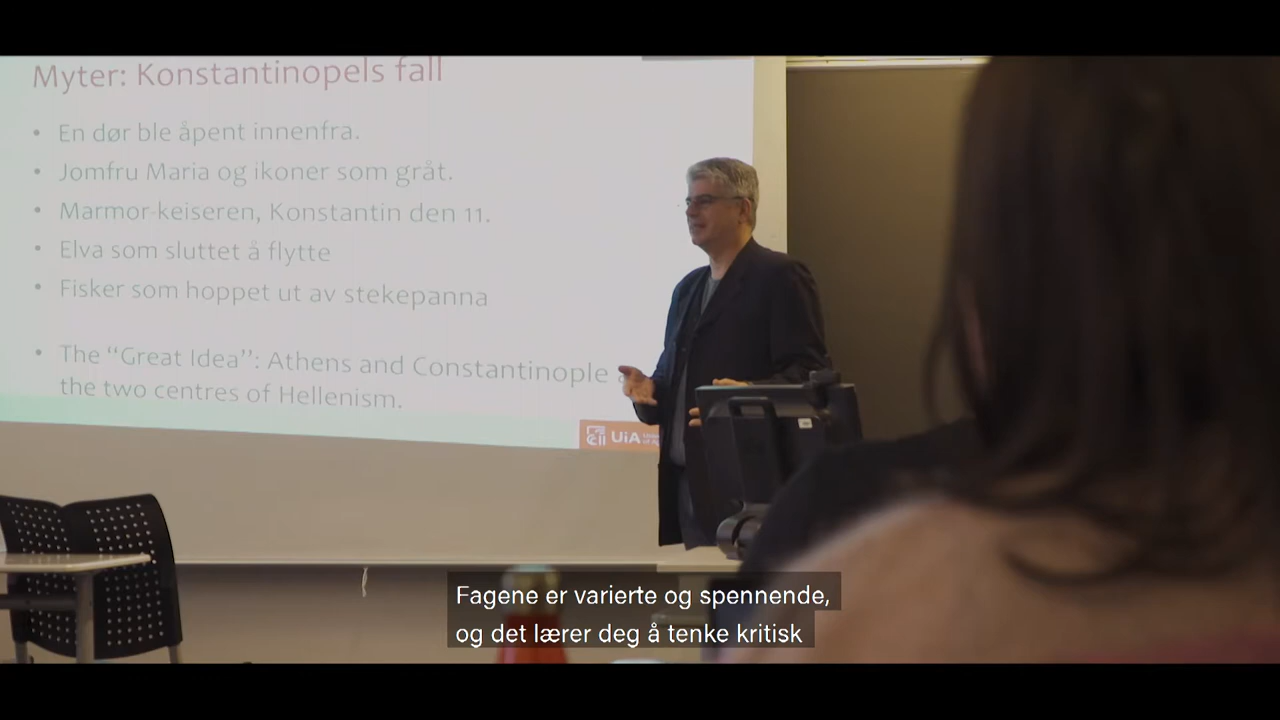 Myter: Konstantinopels fall
• En dør ble åpent innenfra.
• Jomfru Maria og ikoner som gråt.
• Marmor-keiseren, Konstantin den 11.
• Elva som sluttet å flytte
• Fisker som hoppet ut av stekepanna
• The “Great Idea”: Athens and Constantinople
the two centres of Hellenism.
UiA
Fagene er varierte og spennende,
og det lærer deg å tenke kritisk